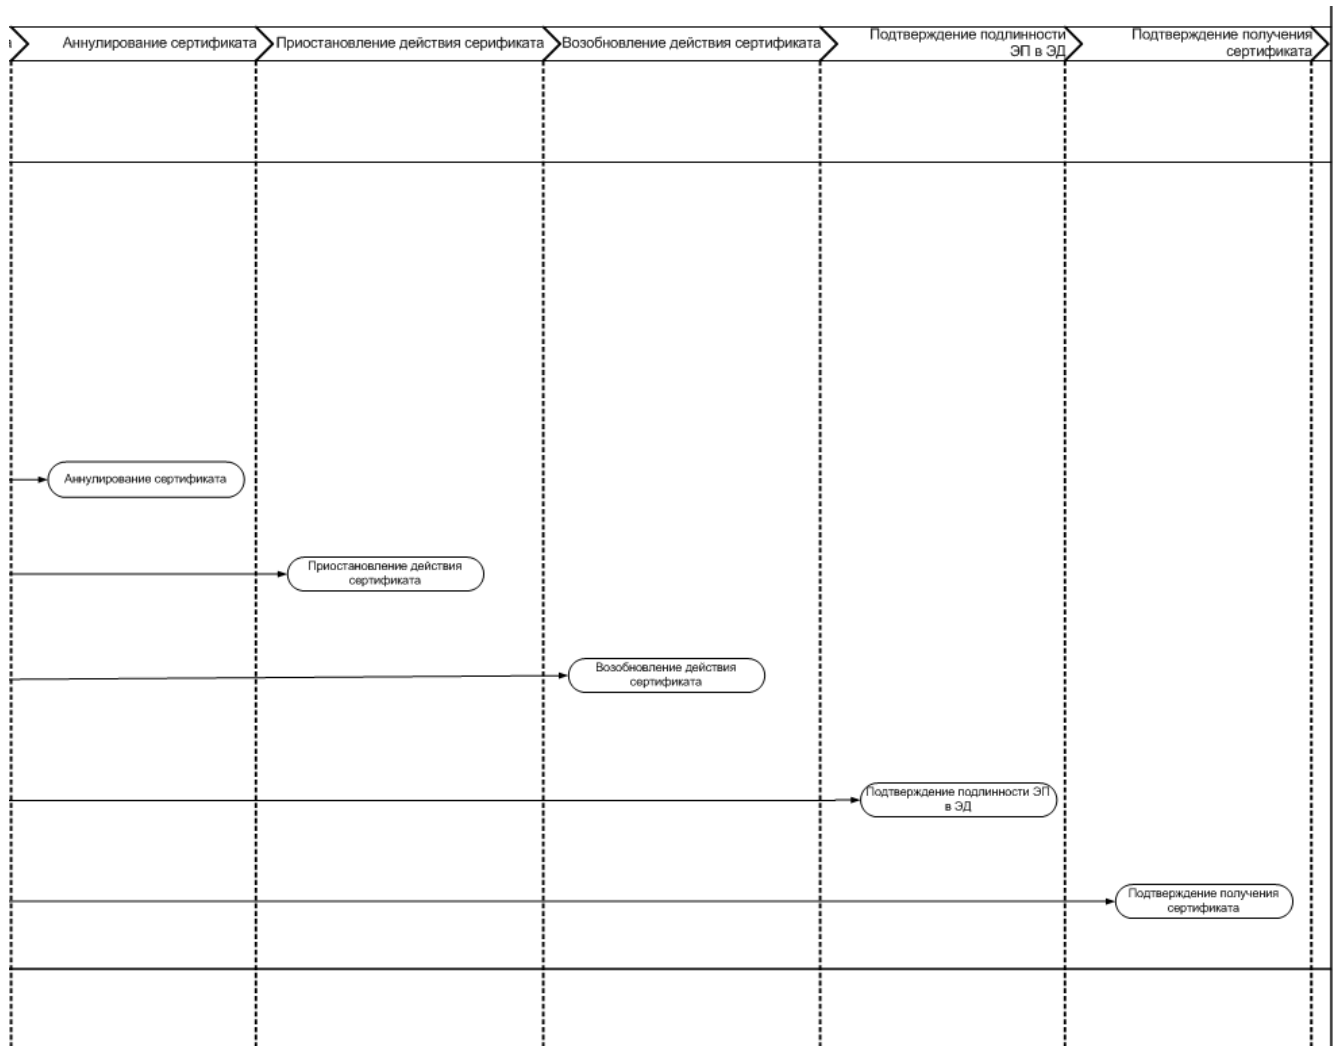 а
Аннулирование сертификата
Приостановление действия серификата
Возобновление действия сертификата
Подтверждение подлинности
ЭП в ЭД
Подтверждение получения
сертификата
Аннулирование сертификата
Приостановление действия
сертификата
Возобновление действия
сертификата
Подтверждение подлинности ЭП
в ЭД
Подтверждение получения
сертификата